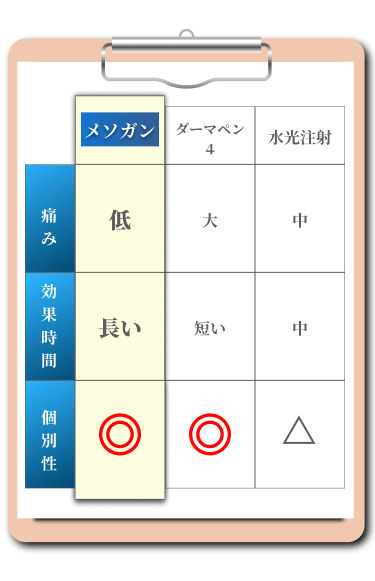 メソガン
ダーマペン
4
水光注射
痛み
低
大
中
効果時間
長い
短い
中
個別性
◎
◎
△